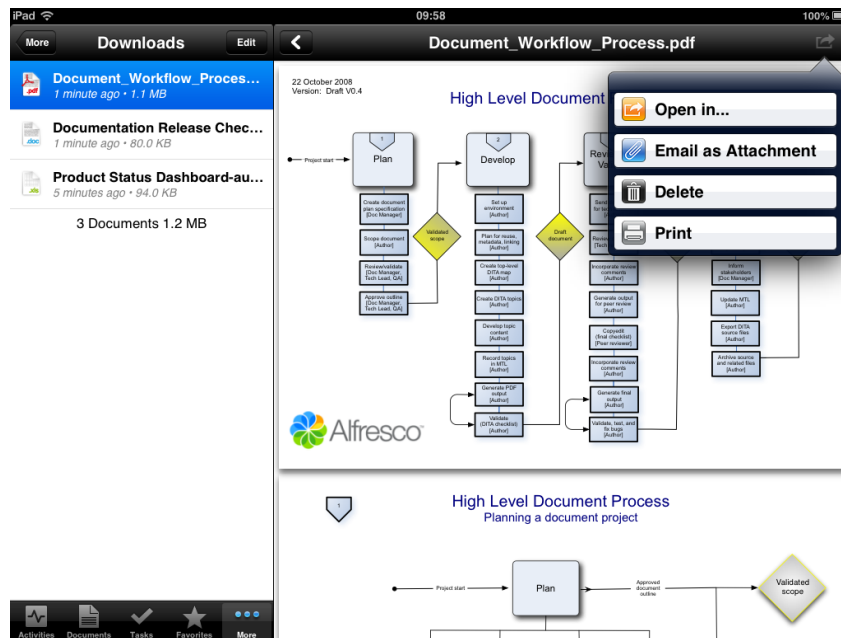 iPad
09:58
100%
More
Downloads
Edit
Document_Workflow_Process.pdf
Document_Workflow_Proces...
1 minute ago • 1.1 MB
Documentation Release Chec...
1 minute ago • 80.0 KB
Product Status Dashboard-au...
5 minutes ago • 94.0 KB
3 Documents 1.2 MB
Activities
Documents
Tasks
Favorites
More
Open in...
Email as Attachment
Delete
Print
22 October 2008
Version: Draft V0.4
High Level Document
Project start
1
Plan
Create document
plan specification
[Doc Manager]
Scope document
[Author]
Review/validate
[Doc Manager,
Tech Lead, QA]
Approve outline
[Doc Manager,
Tech Lead, QA]
Validated
scope
2
Develop
Set up
environment
[Author]
Plan for reuse,
metadata, linking
[Author]
Create top-level
DITA map
[Author]
Create DITA topics
[Author]
Develop topic
content
[Author]
Record topics
in MTL
[Author]
Generate PDF
output
[Author]
Validate
(DITA checklist)
[Author]
Draft
document
Incorporate review
comments
[Author]
Generate output
for peer review
[Author]
Copyedit
(final checklist)
[Peer reviewer]
Incorporate review
comments
[Author]
Generate final
output
[Author]
Validate, test, and
fix bugs
[Author]
Inform
stakeholders
[Doc Manager]
Update MTL
[Author]
Export DITA
source files
[Author]
Archive source
and related files
[Author]
Alfresco
1
High Level Document Process
Planning a document project
Project start
Plan
Approved
document
outline
Validated
scope